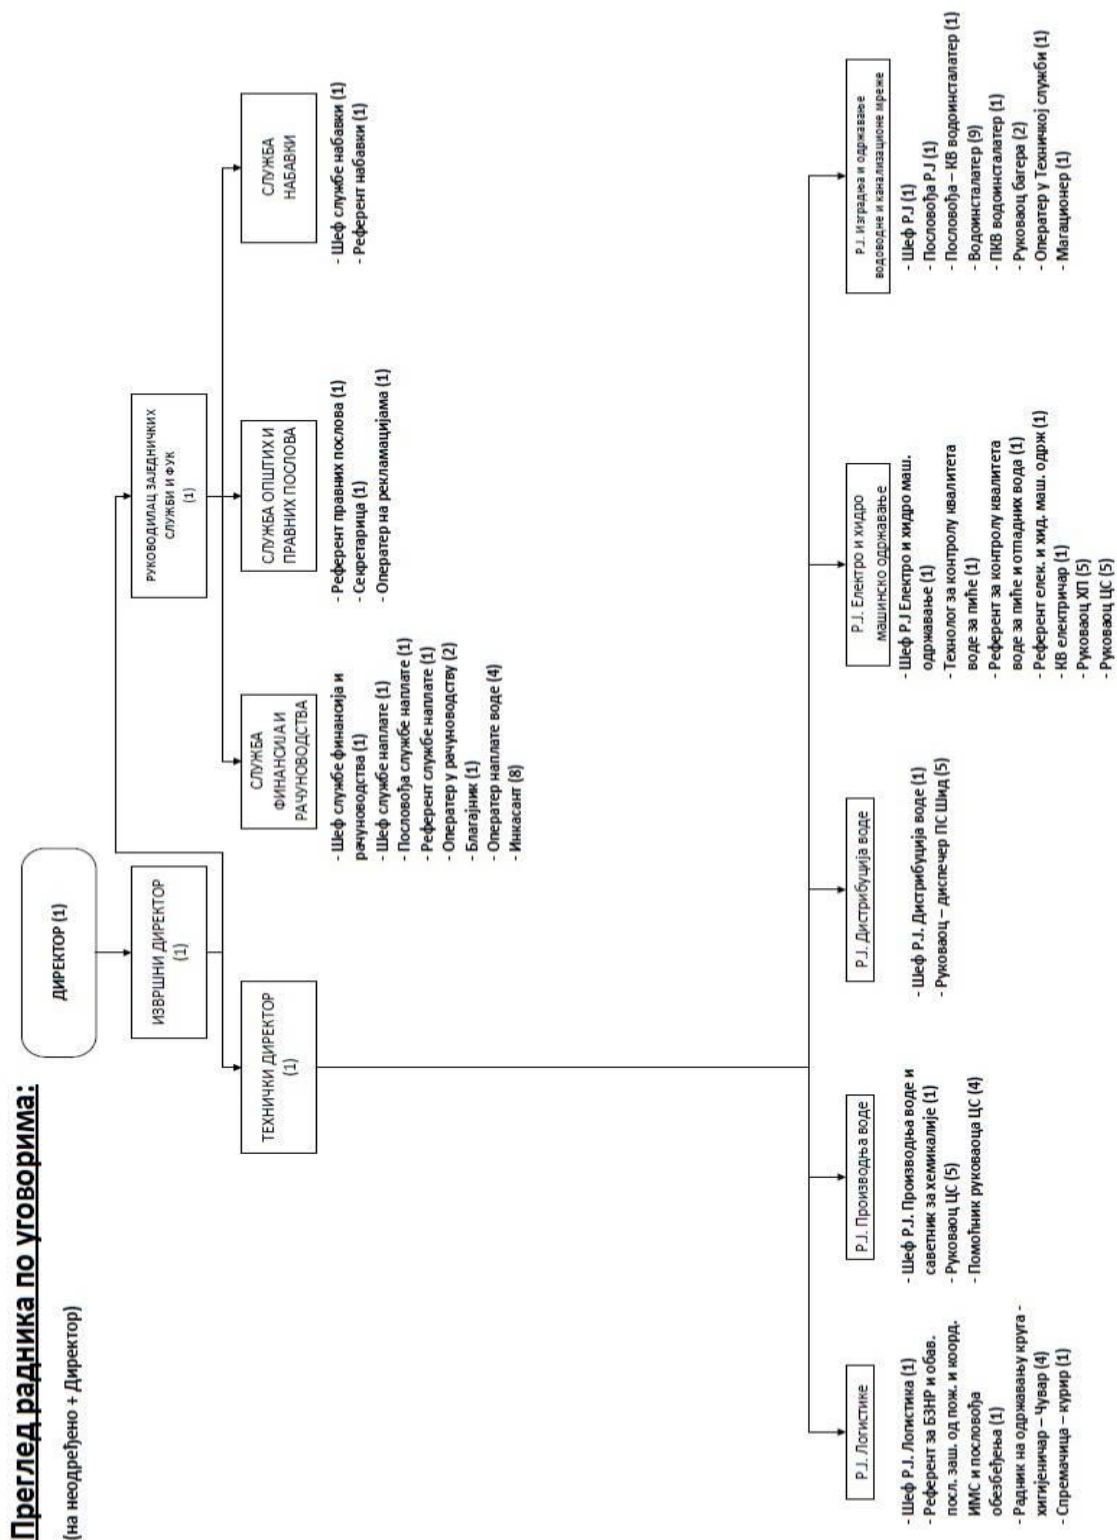 Преглед радника по уговорима:
(на неодређено + Директор)
ДИРЕКТОР (1)
ИЗВРШНИ ДИРЕКТОР
(1)
РУКОВОДИЛАЦ ЗАЈЕДНИЧКИХ
СЛУЖБИ И ФУК
(1)
ТЕХНИЧКИ ДИРЕКТОР
(1)
СЛУЖБА
ФИНАНСИЈА И
РАЧУНОВОДСТВА
- Шеф службе финансија и
рачуноводства (1)
- Шеф службе наплате (1)
- Пословођа службе наплате (1)
- Референт службе наплате (1)
- Оператер у рачуноводству (2)
- Благајник (1)
- Оператер наплате воде (4)
- Инкасант (8)
СЛУЖБА ОПШТИХ И
ПРАВНИХ ПОСЛОВА
- Референт правних послова (1)
- Секретарица (1)
- Оператер на рекламацијама (1)
СЛУЖБА
НАБАВКИ
- Шеф службе набавки (1)
- Референт набавки (1)
Р.Ј. Логистике
- Шеф Р.Ј. Логистика (1)
- Референт за БЗНР и обав.
посл. заш. од пож. и коорд.
ИМС и пословођа
обезбеђења (1)
- Радник на одржавању круга -
хигијеничар – Чувар (4)
- Спремачица – курир (1)
Р.Ј. Производња воде
- Шеф Р.Ј. Производња воде и
саветник за хемикалије (1)
- Руковаоц ЦС (5)
- Помоћник руковаоца ЦС (4)
Р.Ј. Дистрибуција воде
- Шеф Р.Ј. Дистрибуција воде (1)
- Руковаоц – диспечер ПС Шид (5)
Р.Ј. Електро и хидро
машинско одржавање
- Шеф Р.Ј Електро и хидро маш.
одржавање (1)
- Технолог за контролу квалитета
воде за пиће (1)
- Референт за контролу квалитета
воде за пиће и отпадних вода (1)
- Референт елек. и хид. маш. одрж (1)
- КВ електричар (1)
- Руковаоц ХП (5)
- Руковаоц ЦС (5)
Р.Ј. Изградња и одржавање
водоводне и канализационе мреже
- Шеф Р.Ј (1)
- Пословођа Р.Ј (1)
- Пословођа – КВ водоинсталатер (1)
- Водоинсталатер (9)
- ПКВ водоинсталатер (1)
- Руковаоц багера (2)
- Оператер у Техничкој служби (1)
- Магационер (1)